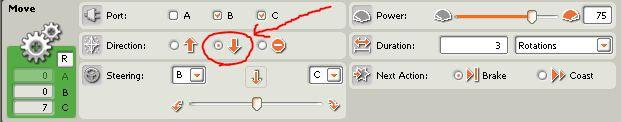 Move
Port: A B C
Power: 75
Direction:
Duration: 3 Rotations
Steering: B C
Next Action: Brake Coast
R
0 A
0 B
7 C